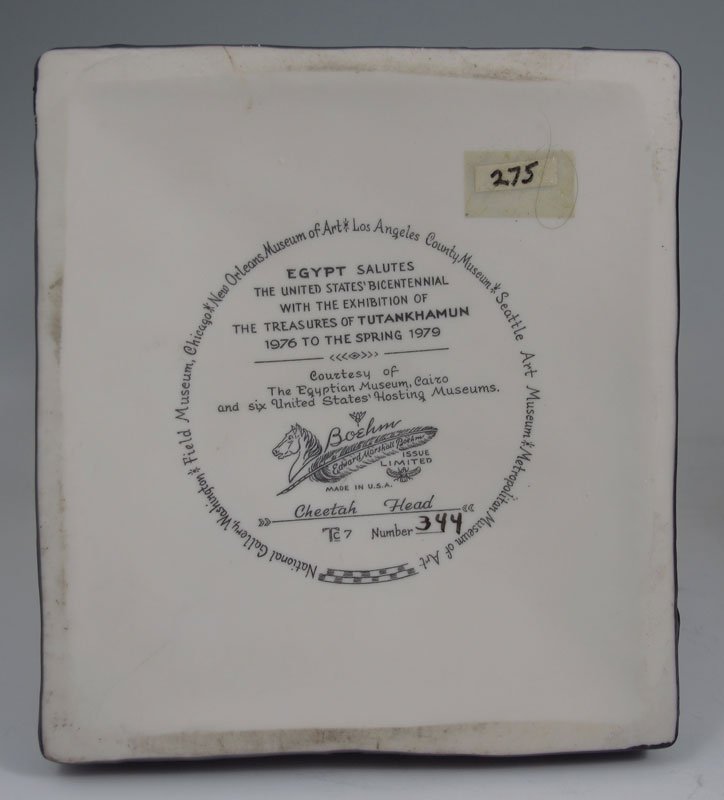 275
National Gallery, Washington * Field Museum, Chicago * New Orleans Museum of Art * Los Angeles County Museum * Seattle Art Museum * Metropolitan Museum of Art
EGYPT SALUTES
THE UNITED STATES' BICENTENNIAL
WITH THE EXHIBITION OF
THE TREASURES OF TUTANKHAMUN
1976 TO THE SPRING 1979
Courtesy of
The Egyptian Museum, Cairo
and six United States' Hosting Museums.
Boehm
Edward Marshall Boehm
ISSUE
LIMITED
MADE IN U.S.A.
Cheetah Head
TC7 Number 344